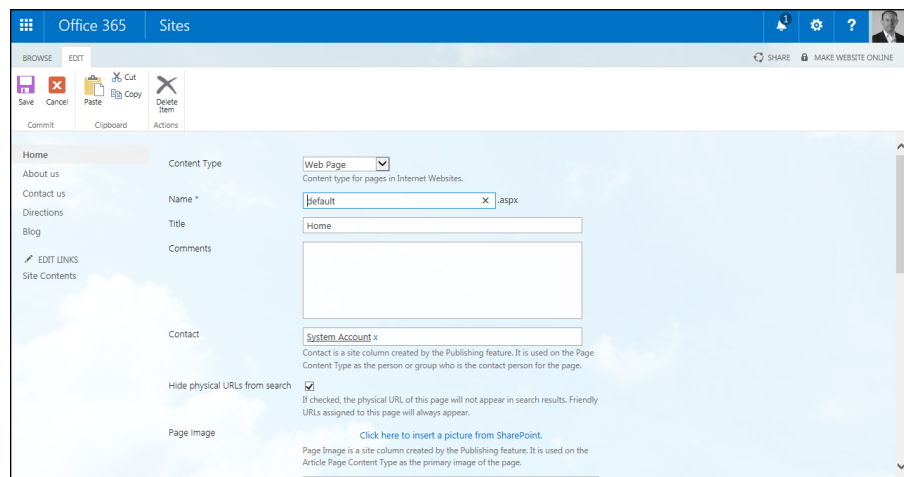 Office 365 Sites 1 ?
BROWSE EDIT SHARE MAKE WEBSITE ONLINE
Save Cancel Paste Cut Copy Delete Item
Commit Clipboard Actions
Home
About us
Contact us
Directions
Blog
EDIT LINKS
Site Contents
Content Type Web Page
Content type for pages in Internet Websites.
Name * default × .aspx
Title Home
Comments
Contact System Account x
Contact is a site column created by the Publishing feature. It is used on the Page
Content Type as the person or group who is the contact person for the page.
Hide physical URLs from search
If checked, the physical URL of this page will not appear in search results. Friendly
URLs assigned to this page will always appear.
Page Image Click here to insert a picture from SharePoint.
Page Image is a site column created by the Publishing feature. It is used on the
Article Page Content Type as the primary image of the page.